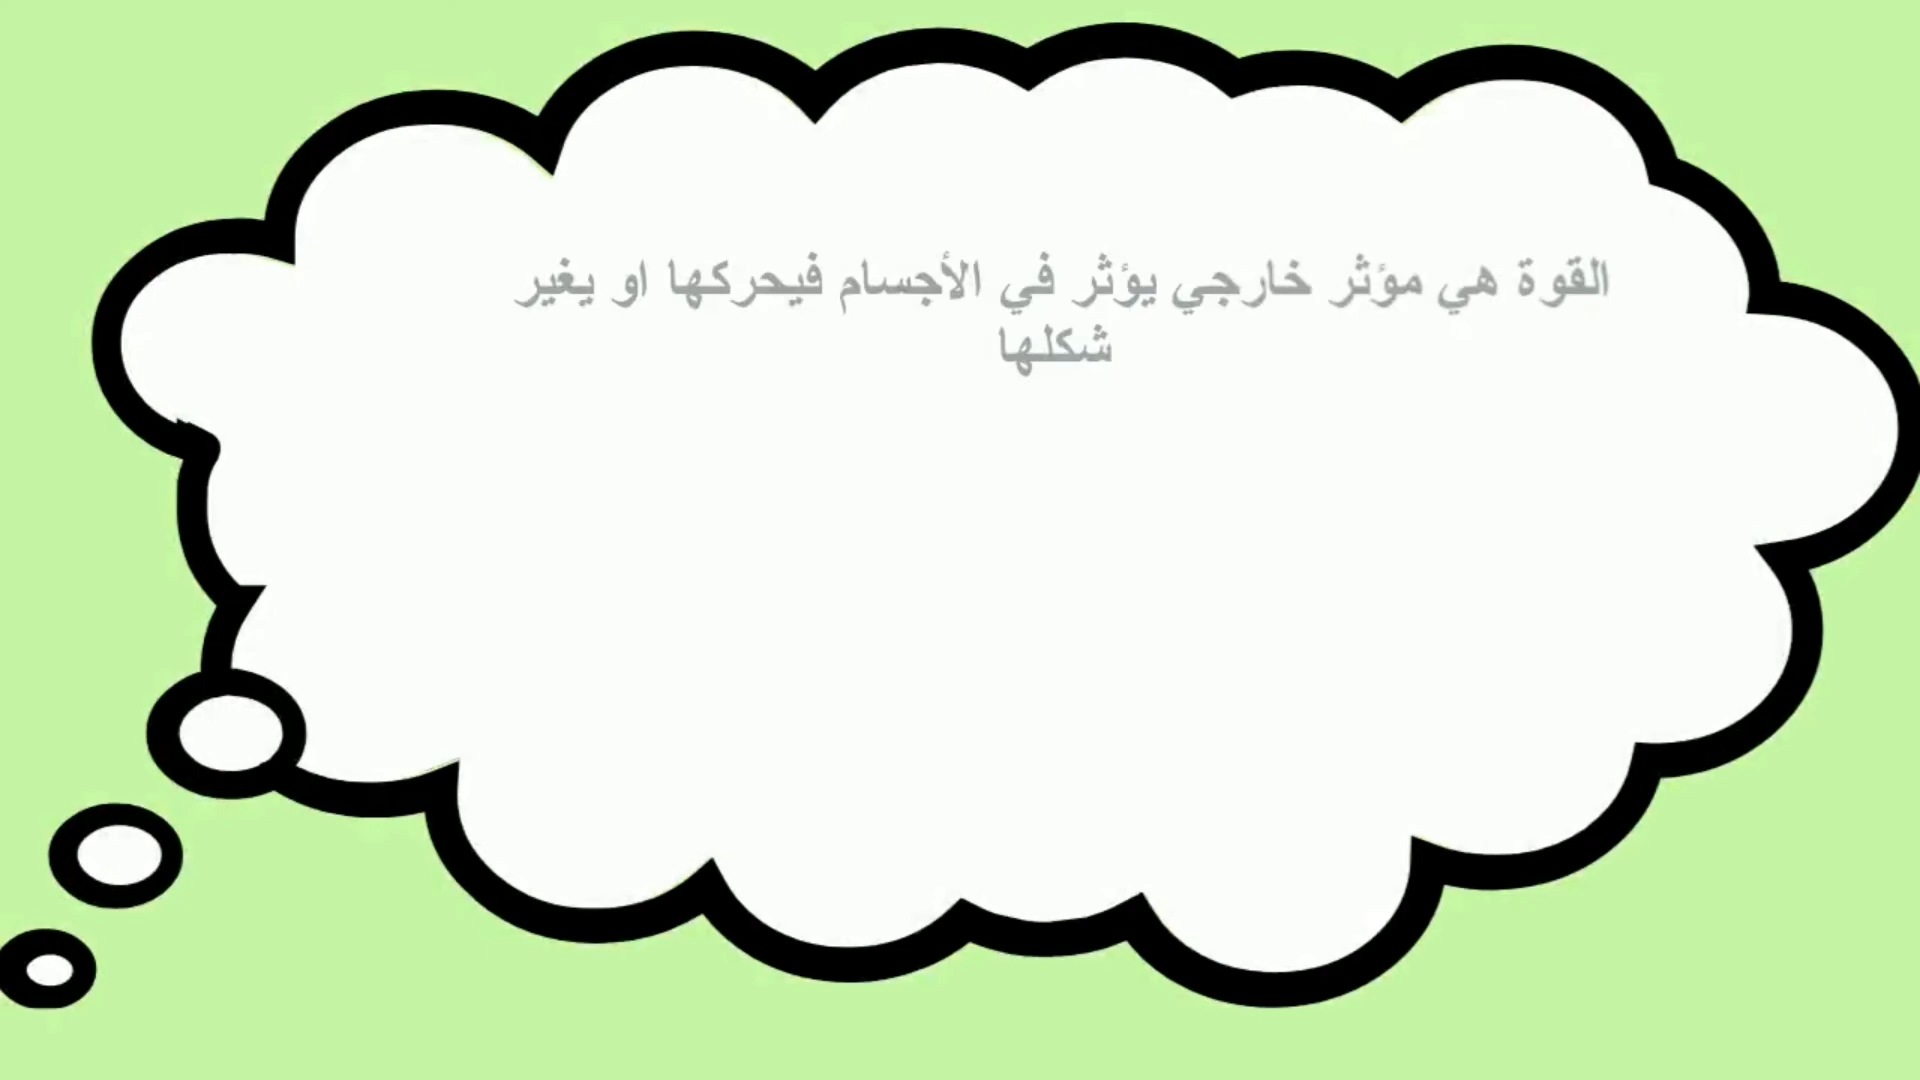 القوة هي مؤثر خارجي يؤثر في الأجسام فيحركها او يغير
شكلها